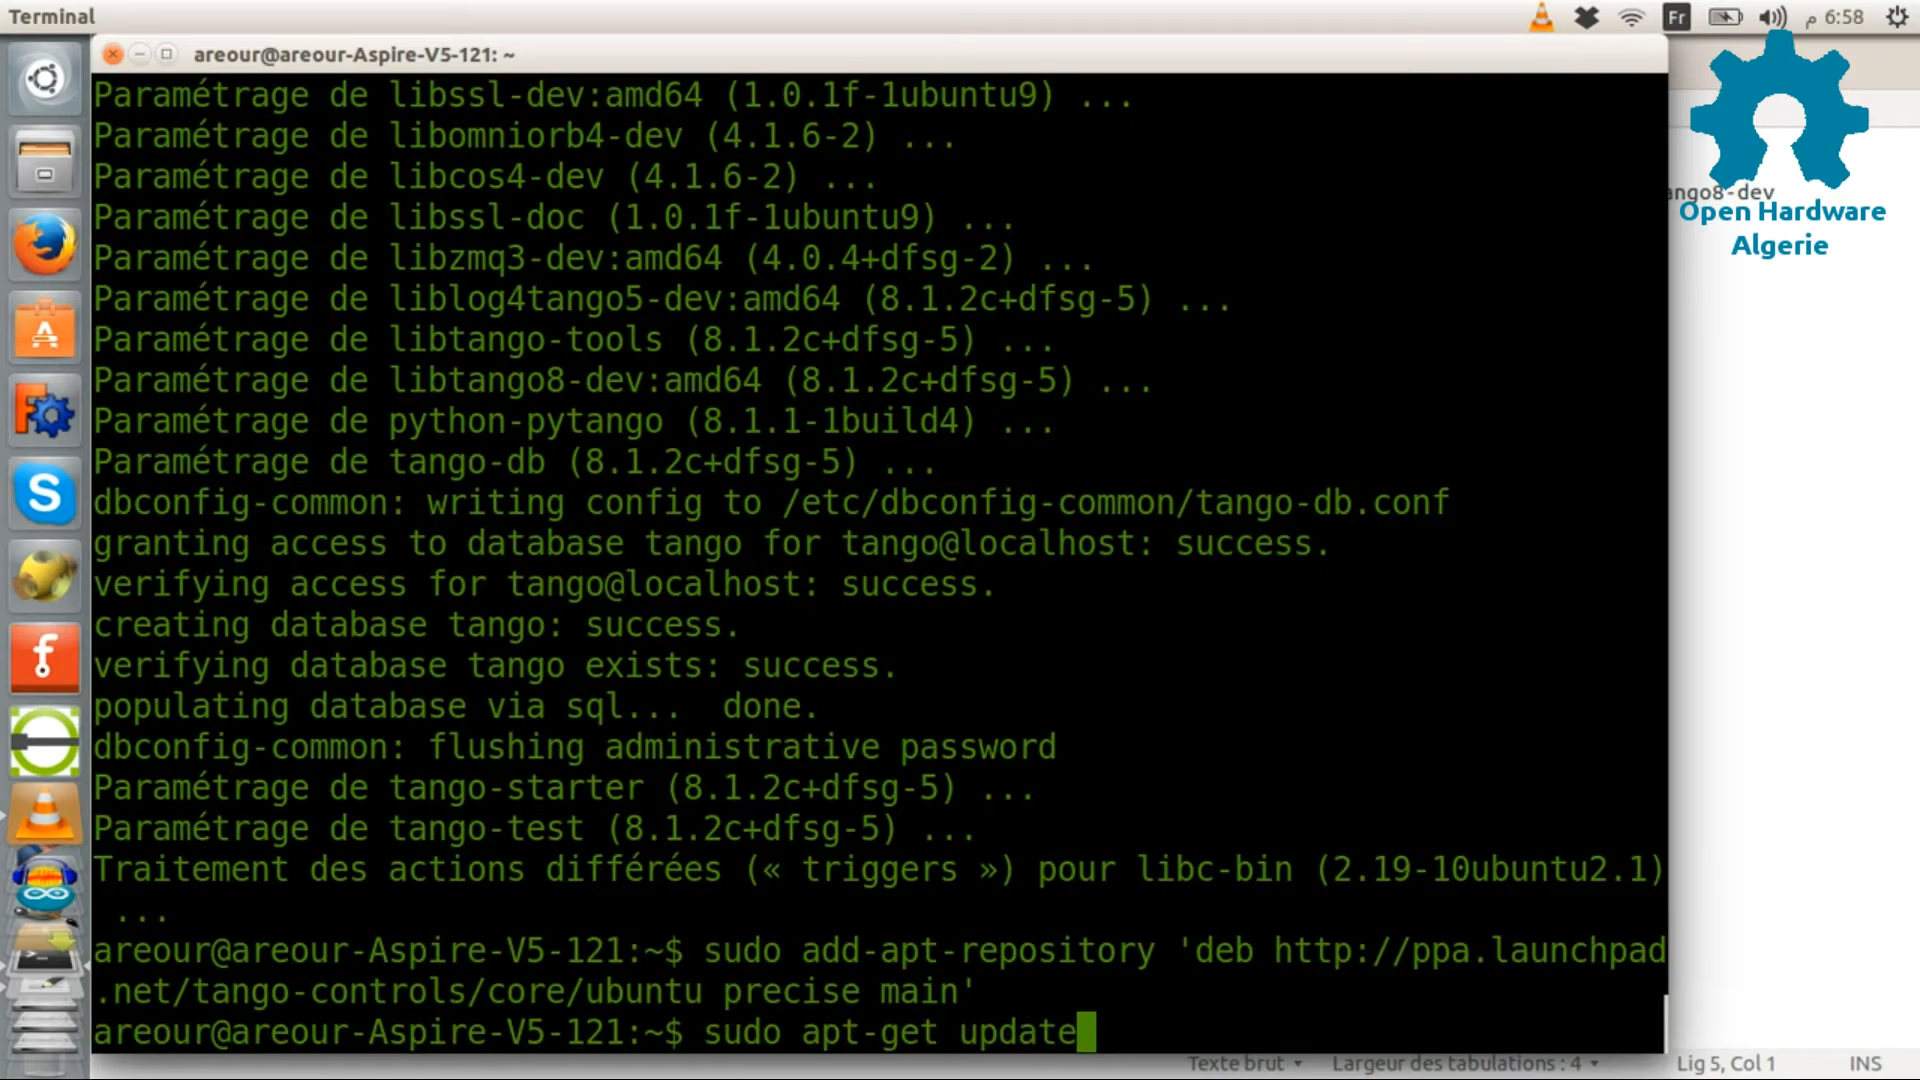 Terminal
Fr
م 6:58
areour@areour-Aspire-V5-121: ~
Paramétrage de libssl-dev:amd64 (1.0.1f-1ubuntu9) ...
Paramétrage de libomniorb4-dev (4.1.6-2) ...
Paramétrage de libcos4-dev (4.1.6-2) ...
Paramétrage de libssl-doc (1.0.1f-1ubuntu9) ...
Paramétrage de libzmq3-dev:amd64 (4.0.4+dfsg-2) ...
Paramétrage de liblog4tango5-dev:amd64 (8.1.2c+dfsg-5) ...
Paramétrage de libtango-tools (8.1.2c+dfsg-5) ...
Paramétrage de libtango8-dev:amd64 (8.1.2c+dfsg-5) ...
Paramétrage de python-pytango (8.1.1-1build4) ...
Paramétrage de tango-db (8.1.2c+dfsg-5) ...
dbconfig-common: writing config to /etc/dbconfig-common/tango-db.conf
granting access to database tango for tango@localhost: success.
verifying access for tango@localhost: success.
creating database tango: success.
verifying database tango exists: success.
populating database via sql...  done.
dbconfig-common: flushing administrative password
Paramétrage de tango-starter (8.1.2c+dfsg-5) ...
Paramétrage de tango-test (8.1.2c+dfsg-5) ...
Traitement des actions différées (« triggers ») pour libc-bin (2.19-10ubuntu2.1)
 ...
areour@areour-Aspire-V5-121:~$ sudo add-apt-repository 'deb http://ppa.launchpad
.net/tango-controls/core/ubuntu precise main'
areour@areour-Aspire-V5-121:~$ sudo apt-get update
ango8-dev
Open Hardware
Algerie
Texte brut
Largeur des tabulations : 4
Lig 5, Col 1
INS